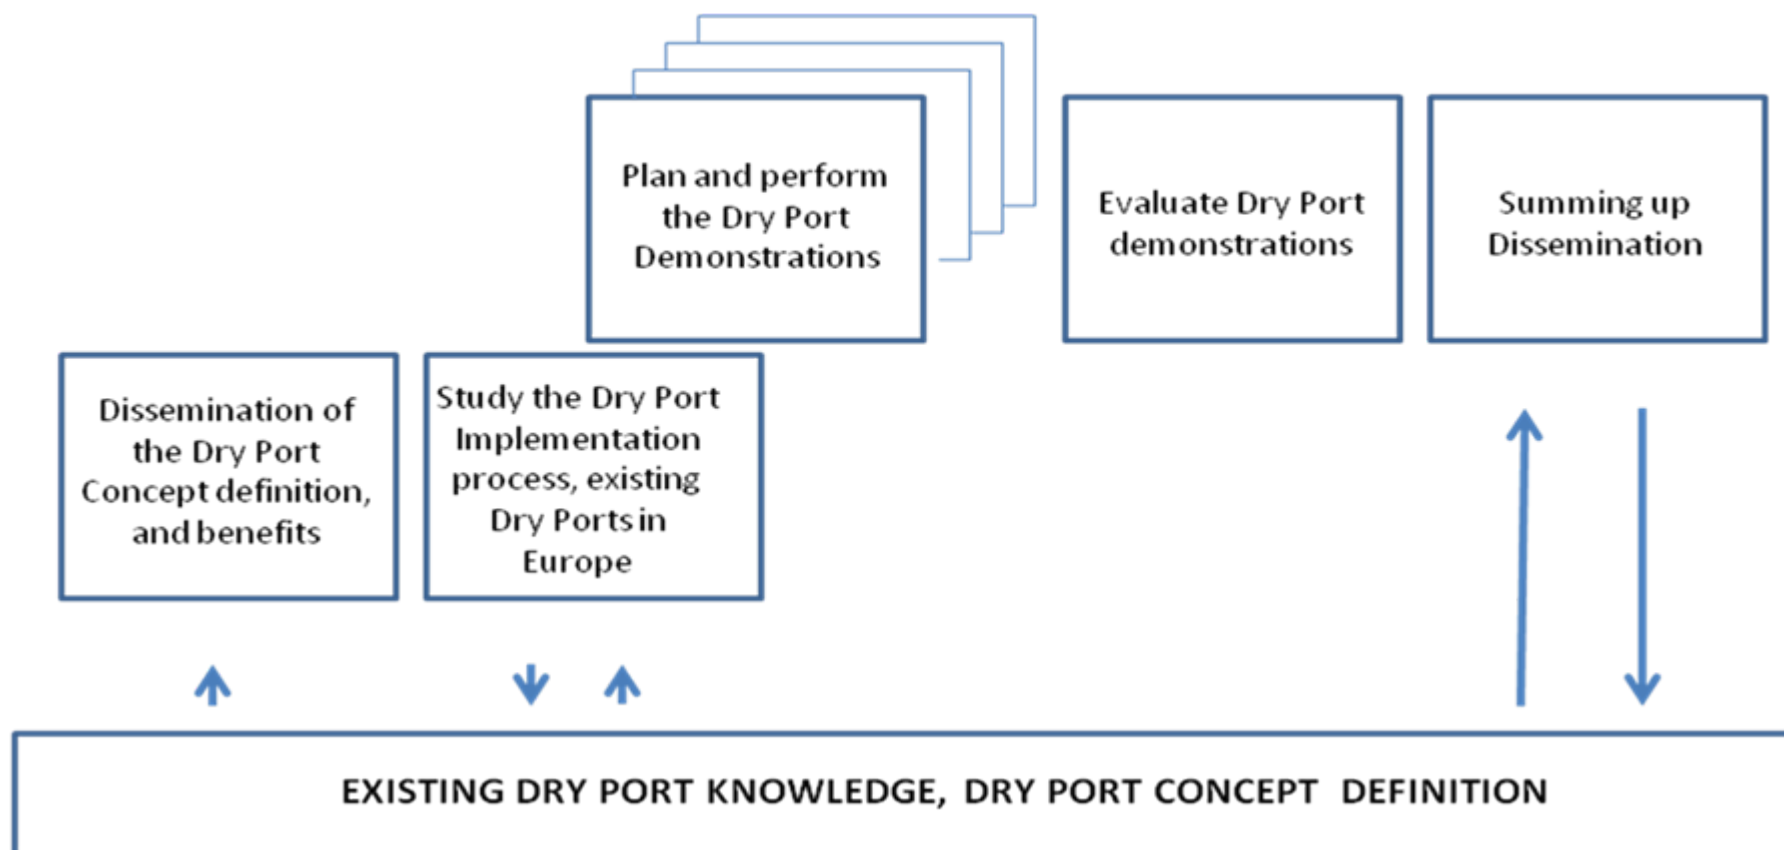 Plan and perform
the Dry Port
Demonstrations
Evaluate Dry Port
demonstrations
Summing up
Dissemination
Dissemination of
the Dry Port
Concept definition,
and benefits
Study the Dry Port
Implementation
process, existing
Dry Ports in
Europe
EXISTING DRY PORT KNOWLEDGE, DRY PORT CONCEPT DEFINITION